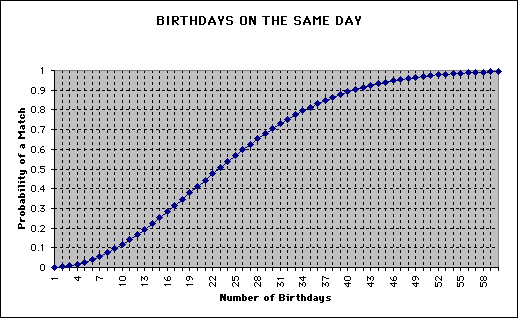 BIRTHDAYS ON THE SAME DAY
Probability of a Match
1
0.9
0.8
0.7
0.6
0.5
0.4
0.3
0.2
0.1
0
1 4 7 10 13 16 19 22 25 28 31 34 37 40 43 46 49 52 55 58
Number of Birthdays